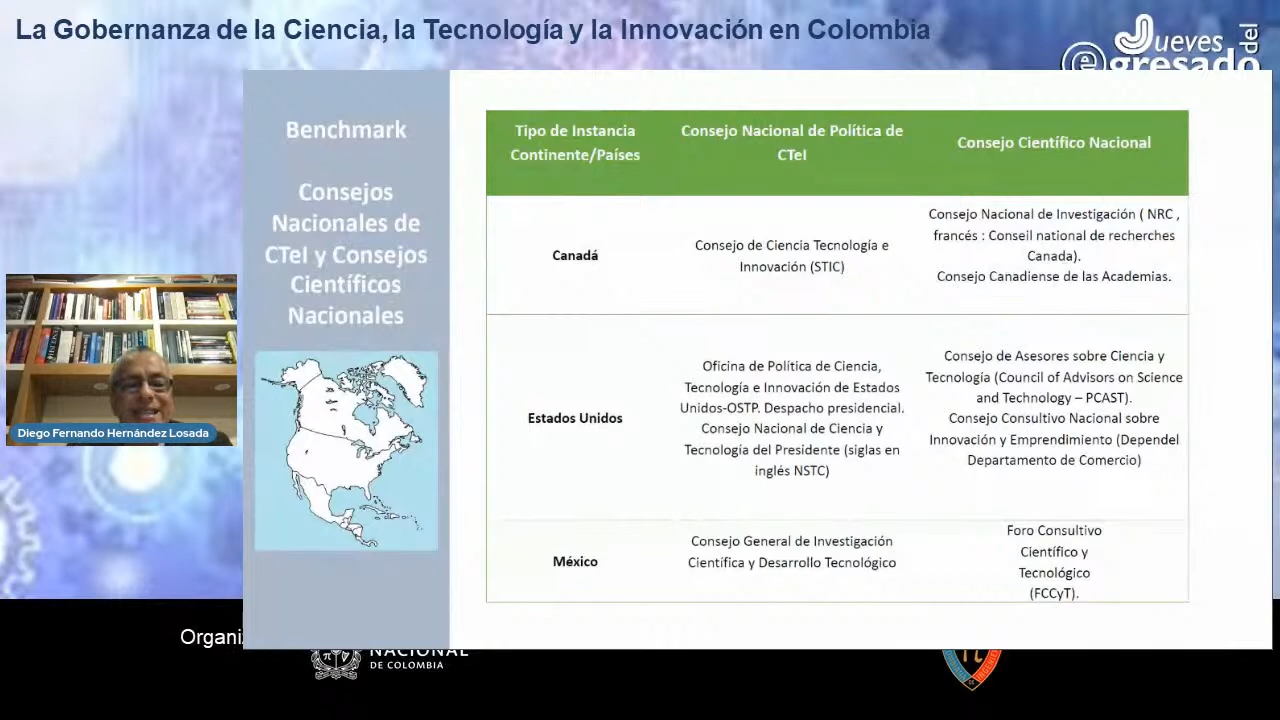 La Gobernanza de la Ciencia, la Tecnología y la Innovación en Colombia
Jueves
del
egresado
Benchmark
Consejos
Nacionales de
CTeI y Consejos
Científicos
Nacionales
Tipo de Instancia
Continente/Países
Consejo Nacional de Política de
CTeI
Consejo Científico Nacional
Canadá
Consejo de Ciencia Tecnología e
Innovación (STIC)
Consejo Nacional de Investigación ( NRC ,
francés : Conseil national de recherches
Canada).
Consejo Canadiense de las Academias.
Estados Unidos
Oficina de Política de Ciencia,
Tecnología e Innovación de Estados
Unidos-OSTP. Despacho presidencial.
Consejo Nacional de Ciencia y
Tecnología del Presidente (siglas en
inglés NSTC)
Consejo de Asesores sobre Ciencia y
Tecnología (Council of Advisors on Science
and Technology – PCAST).
Consejo Consultivo Nacional sobre
Innovación y Emprendimiento (Dependel
Departamento de Comercio)
México
Consejo General de Investigación
Científica y Desarrollo Tecnológico
Foro Consultivo
Científico y
Tecnológico
(FCCyT).
Diego Fernando Hernández Losada
Organiz
NACIONAL
DE COLOMBIA